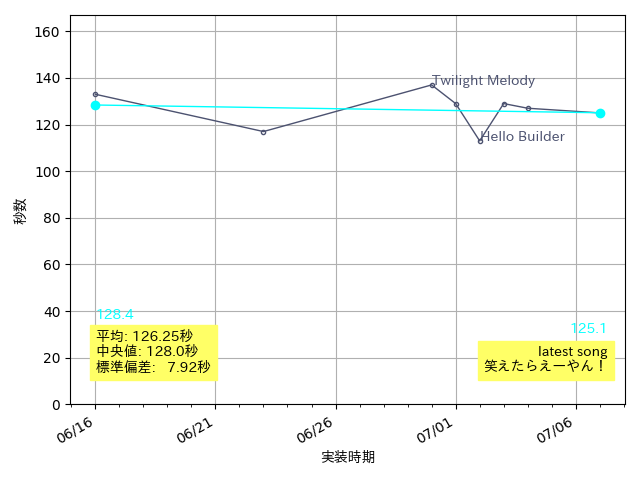 160
140
120
100
80
60
40
20
0
秒数
Twilight Melody
Hello Builder
128.4
平均: 126.25秒
中央値: 128.0秒
標準偏差:   7.92秒
125.1
latest song
笑えたらえーやん！
06/16
06/21
06/26
07/01
07/06
実装時期